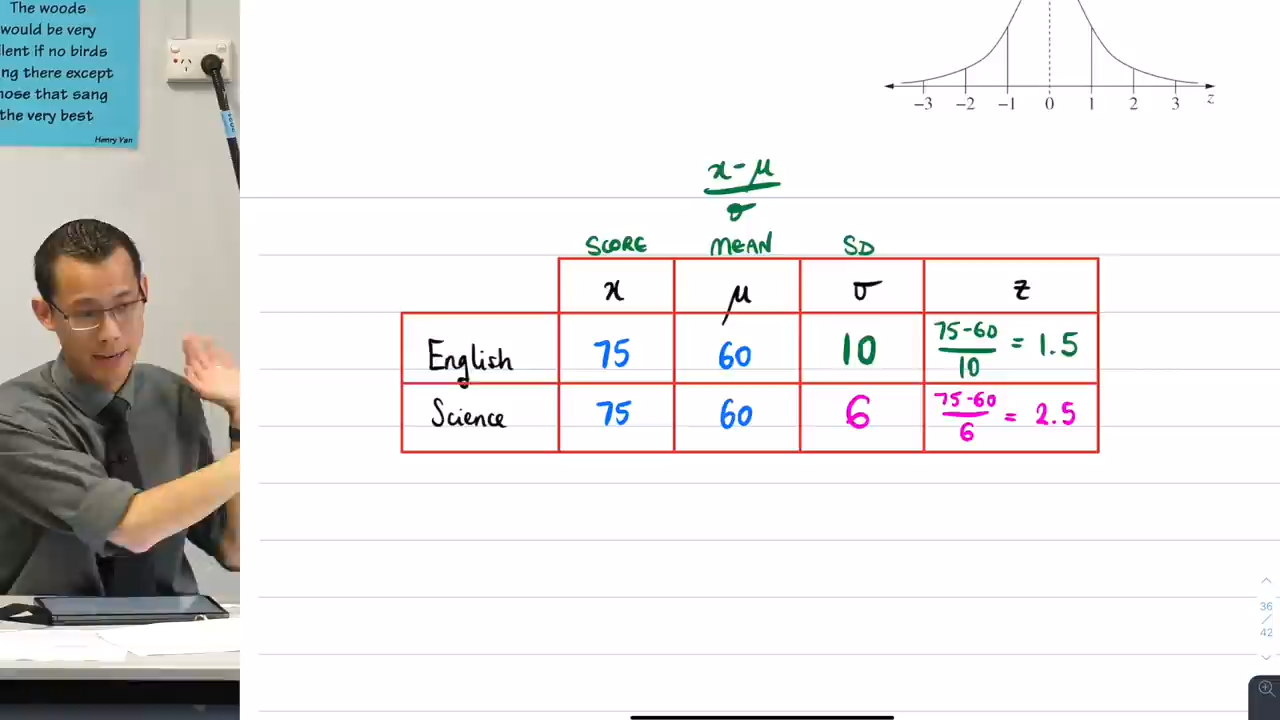 The woods
would be very
lent if no birds
ng there except
hose that sang
the very best
Henry Van
-3 -2 -1 0 1 2 3 z
x - μ
σ
SCORE MEAN SD
x μ σ z
English 75 60 10 75-60 / 10 = 1.5
Science 75 60 6 75-60 / 6 = 2.5
36
/
42